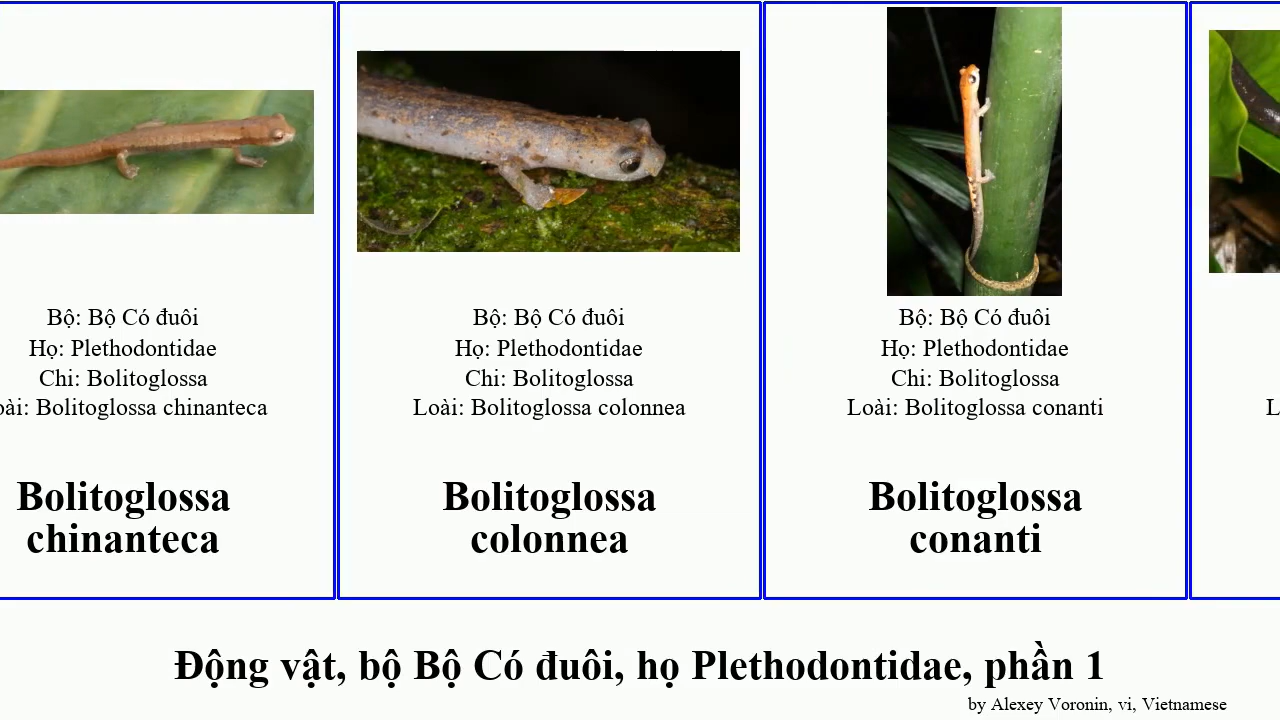 Bộ: Bộ Có đuôi
Họ: Plethodontidae
Chi: Bolitoglossa
Bolitoglossa chinanteca
Bolitoglossa
chinanteca
Bộ: Bộ Có đuôi
Họ: Plethodontidae
Chi: Bolitoglossa
Loài: Bolitoglossa colonnea
Bolitoglossa
colonnea
Bộ: Bộ Có đuôi
Họ: Plethodontidae
Chi: Bolitoglossa
Loài: Bolitoglossa conanti
Bolitoglossa
conanti
Động vật, bộ Bộ Có đuôi, họ Plethodontidae, phần 1
by Alexey Voronin, vi, Vietnamese